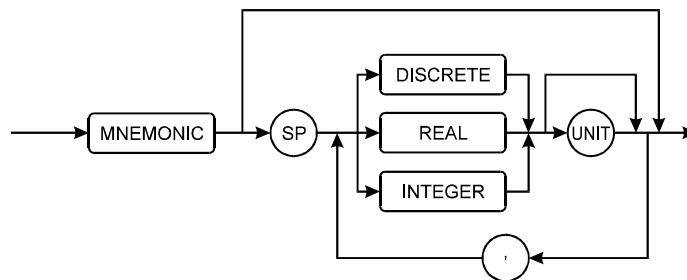 DISCRETE
MNEMONIC
SP
REAL
UNIT
INTEGER
,